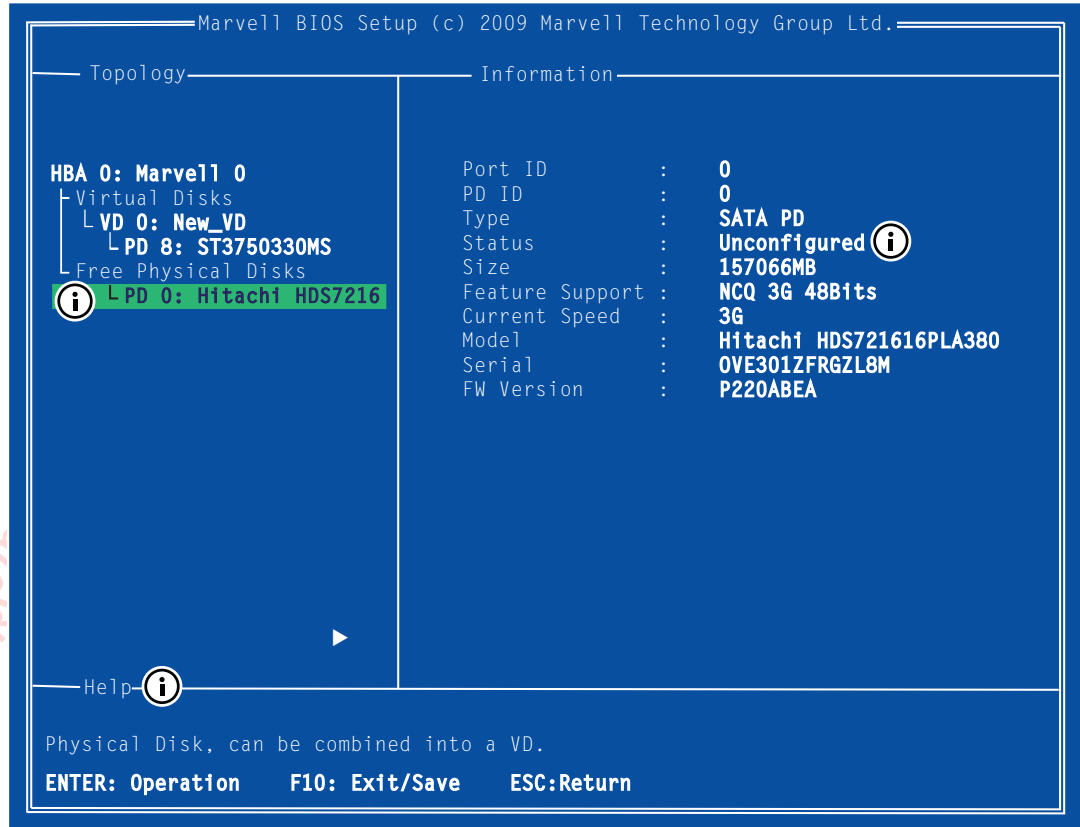 Marvell BIOS Setup (c) 2009 Marvell Technology Group Ltd.
Topology
HBA 0: Marvell 0
Virtual Disks
VD 0: New_VD
PD 8: ST3750330MS
Free Physical Disks
PD 0: Hitachi HDS7216
Information
Port ID : 0
PD ID : 0
Type : SATA PD
Status : Unconfigured
Size : 157066MB
Feature Support : NCQ 3G 48Bits
Current Speed : 3G
Model : Hitachi HDS721616PLA380
Serial : 0VE301ZFRGZL8M
FW Version : P220ABEA
Help
Physical Disk, can be combined into a VD.
ENTER: Operation F10: Exit/Save ESC:Return